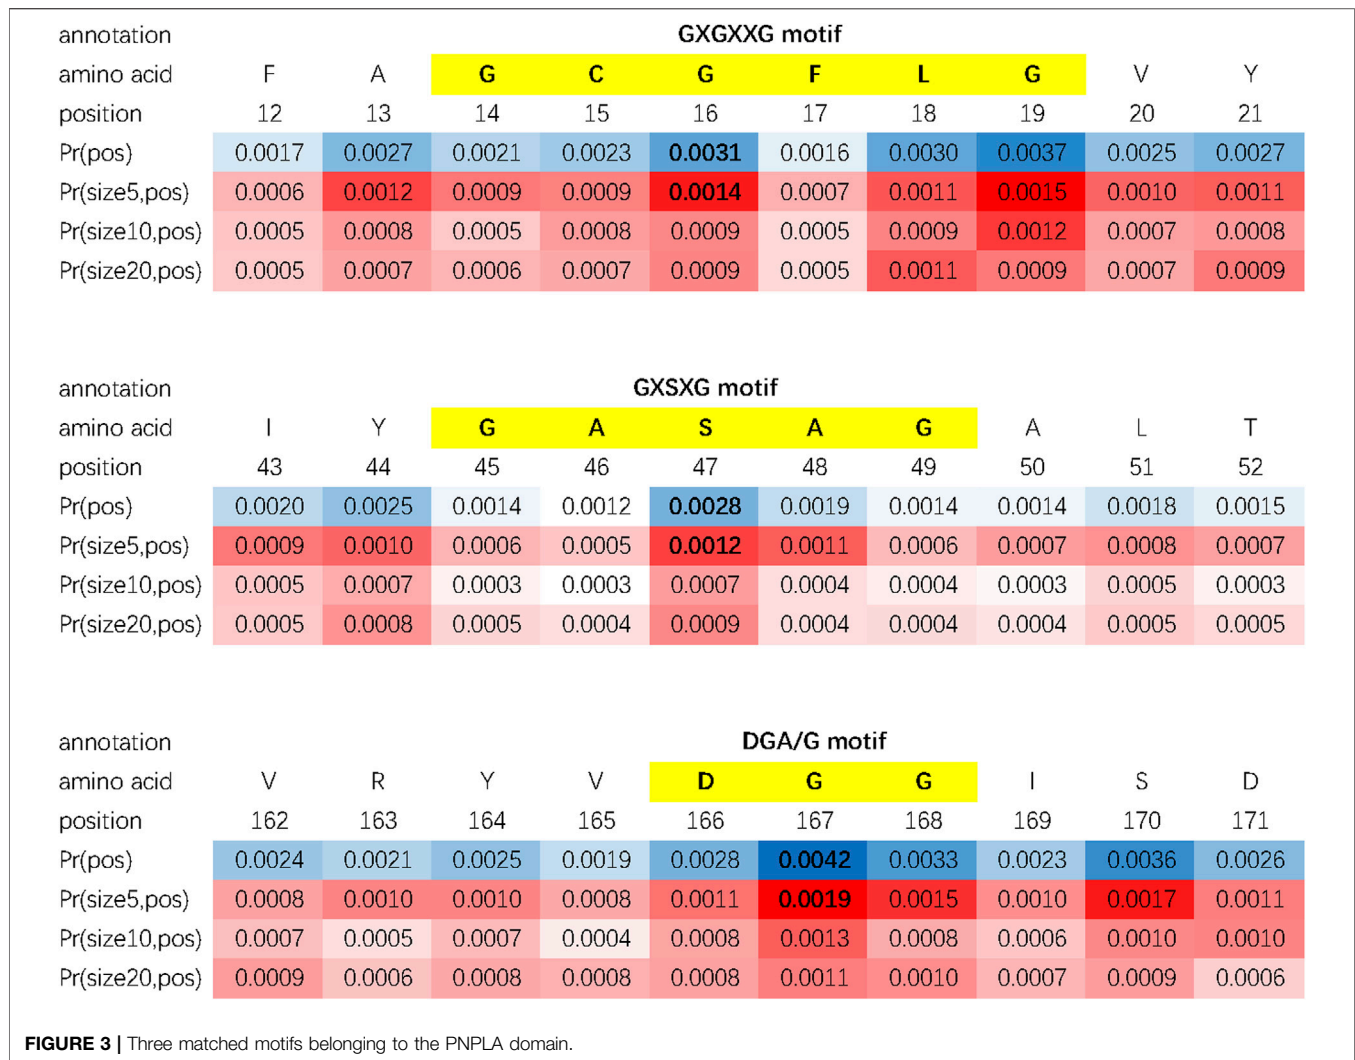 annotation GXGXXG motif
amino acid F A G C G F L G V Y
position 12 13 14 15 16 17 18 19 20 21
Pr(pos) 0.0017 0.0027 0.0021 0.0023 0.0031 0.0016 0.0030 0.0037 0.0025 0.0027
Pr(size5,pos) 0.0006 0.0012 0.0009 0.0009 0.0014 0.0007 0.0011 0.0015 0.0010 0.0011
Pr(size10,pos) 0.0005 0.0008 0.0005 0.0008 0.0009 0.0005 0.0009 0.0012 0.0007 0.0008
Pr(size20,pos) 0.0005 0.0007 0.0006 0.0007 0.0009 0.0005 0.0011 0.0009 0.0007 0.0009
annotation GXSXG motif
amino acid I Y G A S A G A L T
position 43 44 45 46 47 48 49 50 51 52
Pr(pos) 0.0020 0.0025 0.0014 0.0012 0.0028 0.0019 0.0014 0.0014 0.0018 0.0015
Pr(size5,pos) 0.0009 0.0010 0.0006 0.0005 0.0012 0.0011 0.0006 0.0007 0.0008 0.0007
Pr(size10,pos) 0.0005 0.0007 0.0003 0.0003 0.0007 0.0004 0.0004 0.0003 0.0005 0.0003
Pr(size20,pos) 0.0005 0.0008 0.0005 0.0004 0.0009 0.0004 0.0004 0.0004 0.0005 0.0005
annotation DGA/G motif
amino acid V R Y V D G G I S D
position 162 163 164 165 166 167 168 169 170 171
Pr(pos) 0.0024 0.0021 0.0025 0.0019 0.0028 0.0042 0.0033 0.0023 0.0036 0.0026
Pr(size5,pos) 0.0008 0.0010 0.0010 0.0008 0.0011 0.0019 0.0015 0.0010 0.0017 0.0011
Pr(size10,pos) 0.0007 0.0005 0.0007 0.0004 0.0008 0.0013 0.0008 0.0006 0.0010 0.0010
Pr(size20,pos) 0.0009 0.0006 0.0008 0.0008 0.0008 0.0011 0.0010 0.0007 0.0009 0.0006
FIGURE 3 | Three matched motifs belonging to the PNPLA domain.